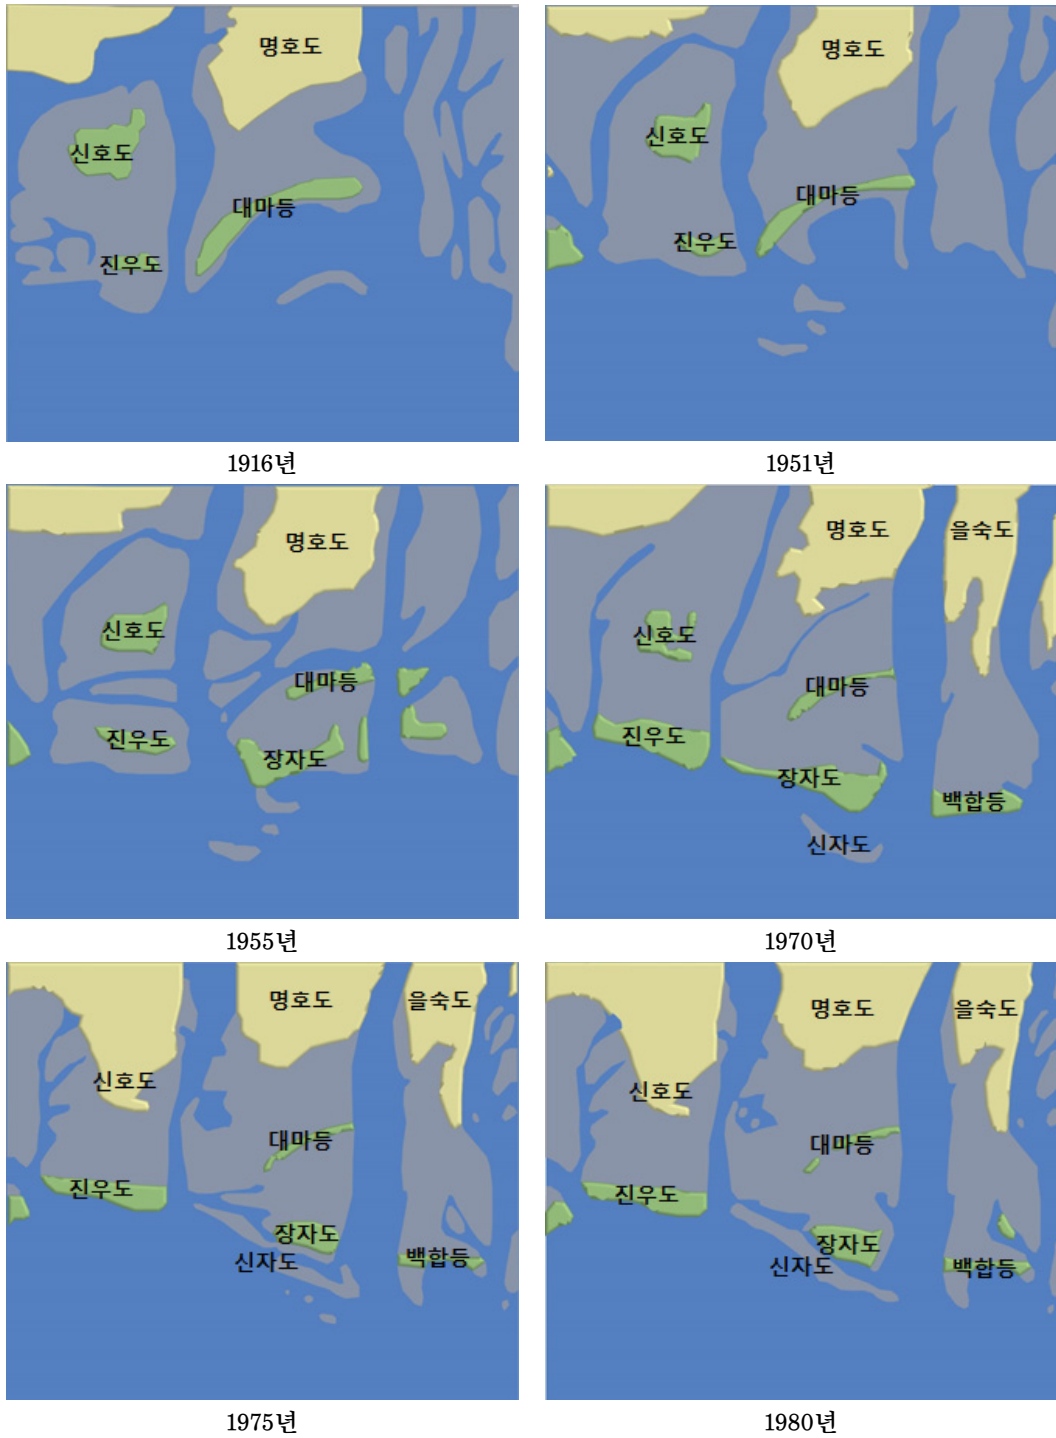 명호도
신호도
대마등
진우도
1916년
명호도
신호도
대마등
진우도
1951년
명호도
신호도
대마등
진우도
장자도
1955년
명호도
을숙도
신호도
대마등
진우도
장자도
백합등
신자도
1970년
명호도
을숙도
신호도
대마등
진우도
장자도
신자도
백합등
1975년
명호도
을숙도
신호도
대마등
진우도
장자도
신자도
백합등
1980년